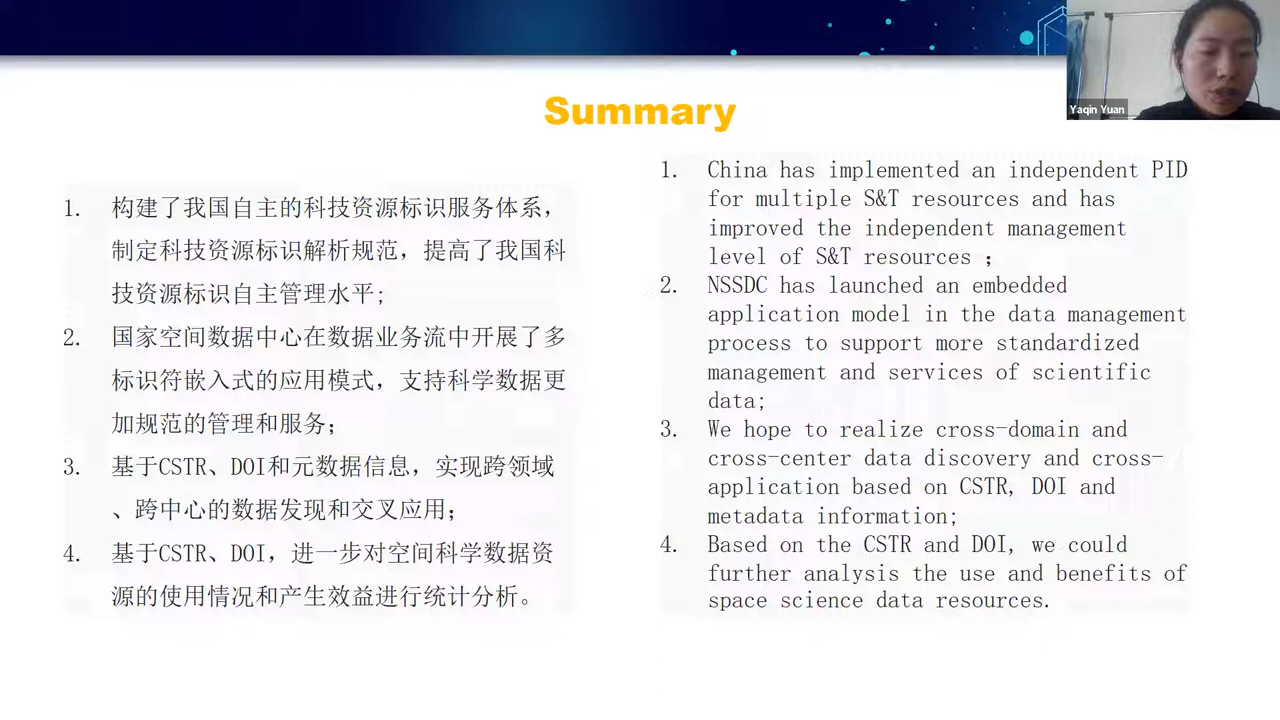 Yaqin Yuan
Summary
1. 构建了我国自主的科技资源标识服务体系，
制定科技资源标识解析规范，提高了我国科
技资源标识自主管理水平;
2. 国家空间数据中心在数据业务流中开展了多
标识符嵌入式的应用模式，支持科学数据更
加规范的管理和服务;
3. 基于CSTR、DOI和元数据信息，实现跨领域
、跨中心的数据发现和交叉应用;
4. 基于CSTR、DOI，进一步对空间科学数据资
源的使用情况和产生效益进行统计分析。
1. China has implemented an independent PID
for multiple S&T resources and has
improved the independent management
level of S&T resources ；
2. NSSDC has launched an embedded
application model in the data management
process to support more standardized
management and services of scientific
data;
3. We hope to realize cross-domain and
cross-center data discovery and cross-
application based on CSTR, DOI and
metadata information;
4. Based on the CSTR and DOI, we could
further analysis the use and benefits of
space science data resources.